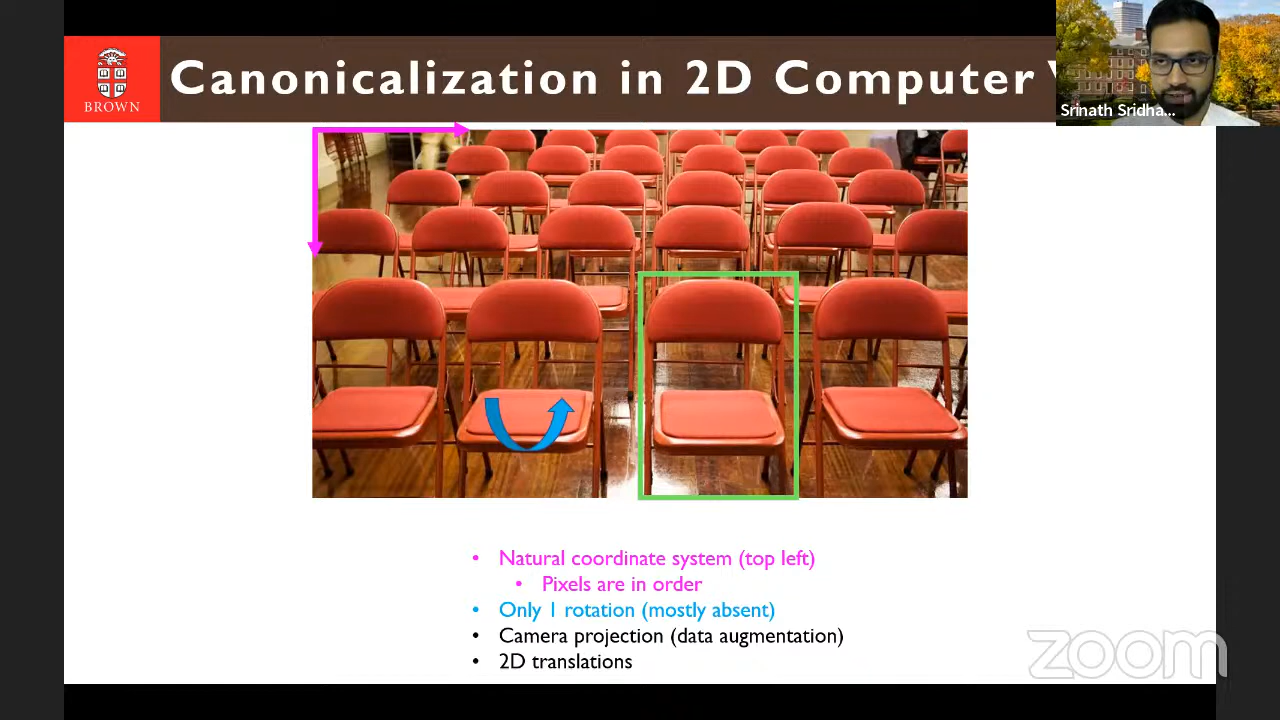 BROWN
Canonicalization in 2D Computer
Srinath Sridha...
• Natural coordinate system (top left)
• Pixels are in order
• Only 1 rotation (mostly absent)
• Camera projection (data augmentation)
• 2D translations
zoom